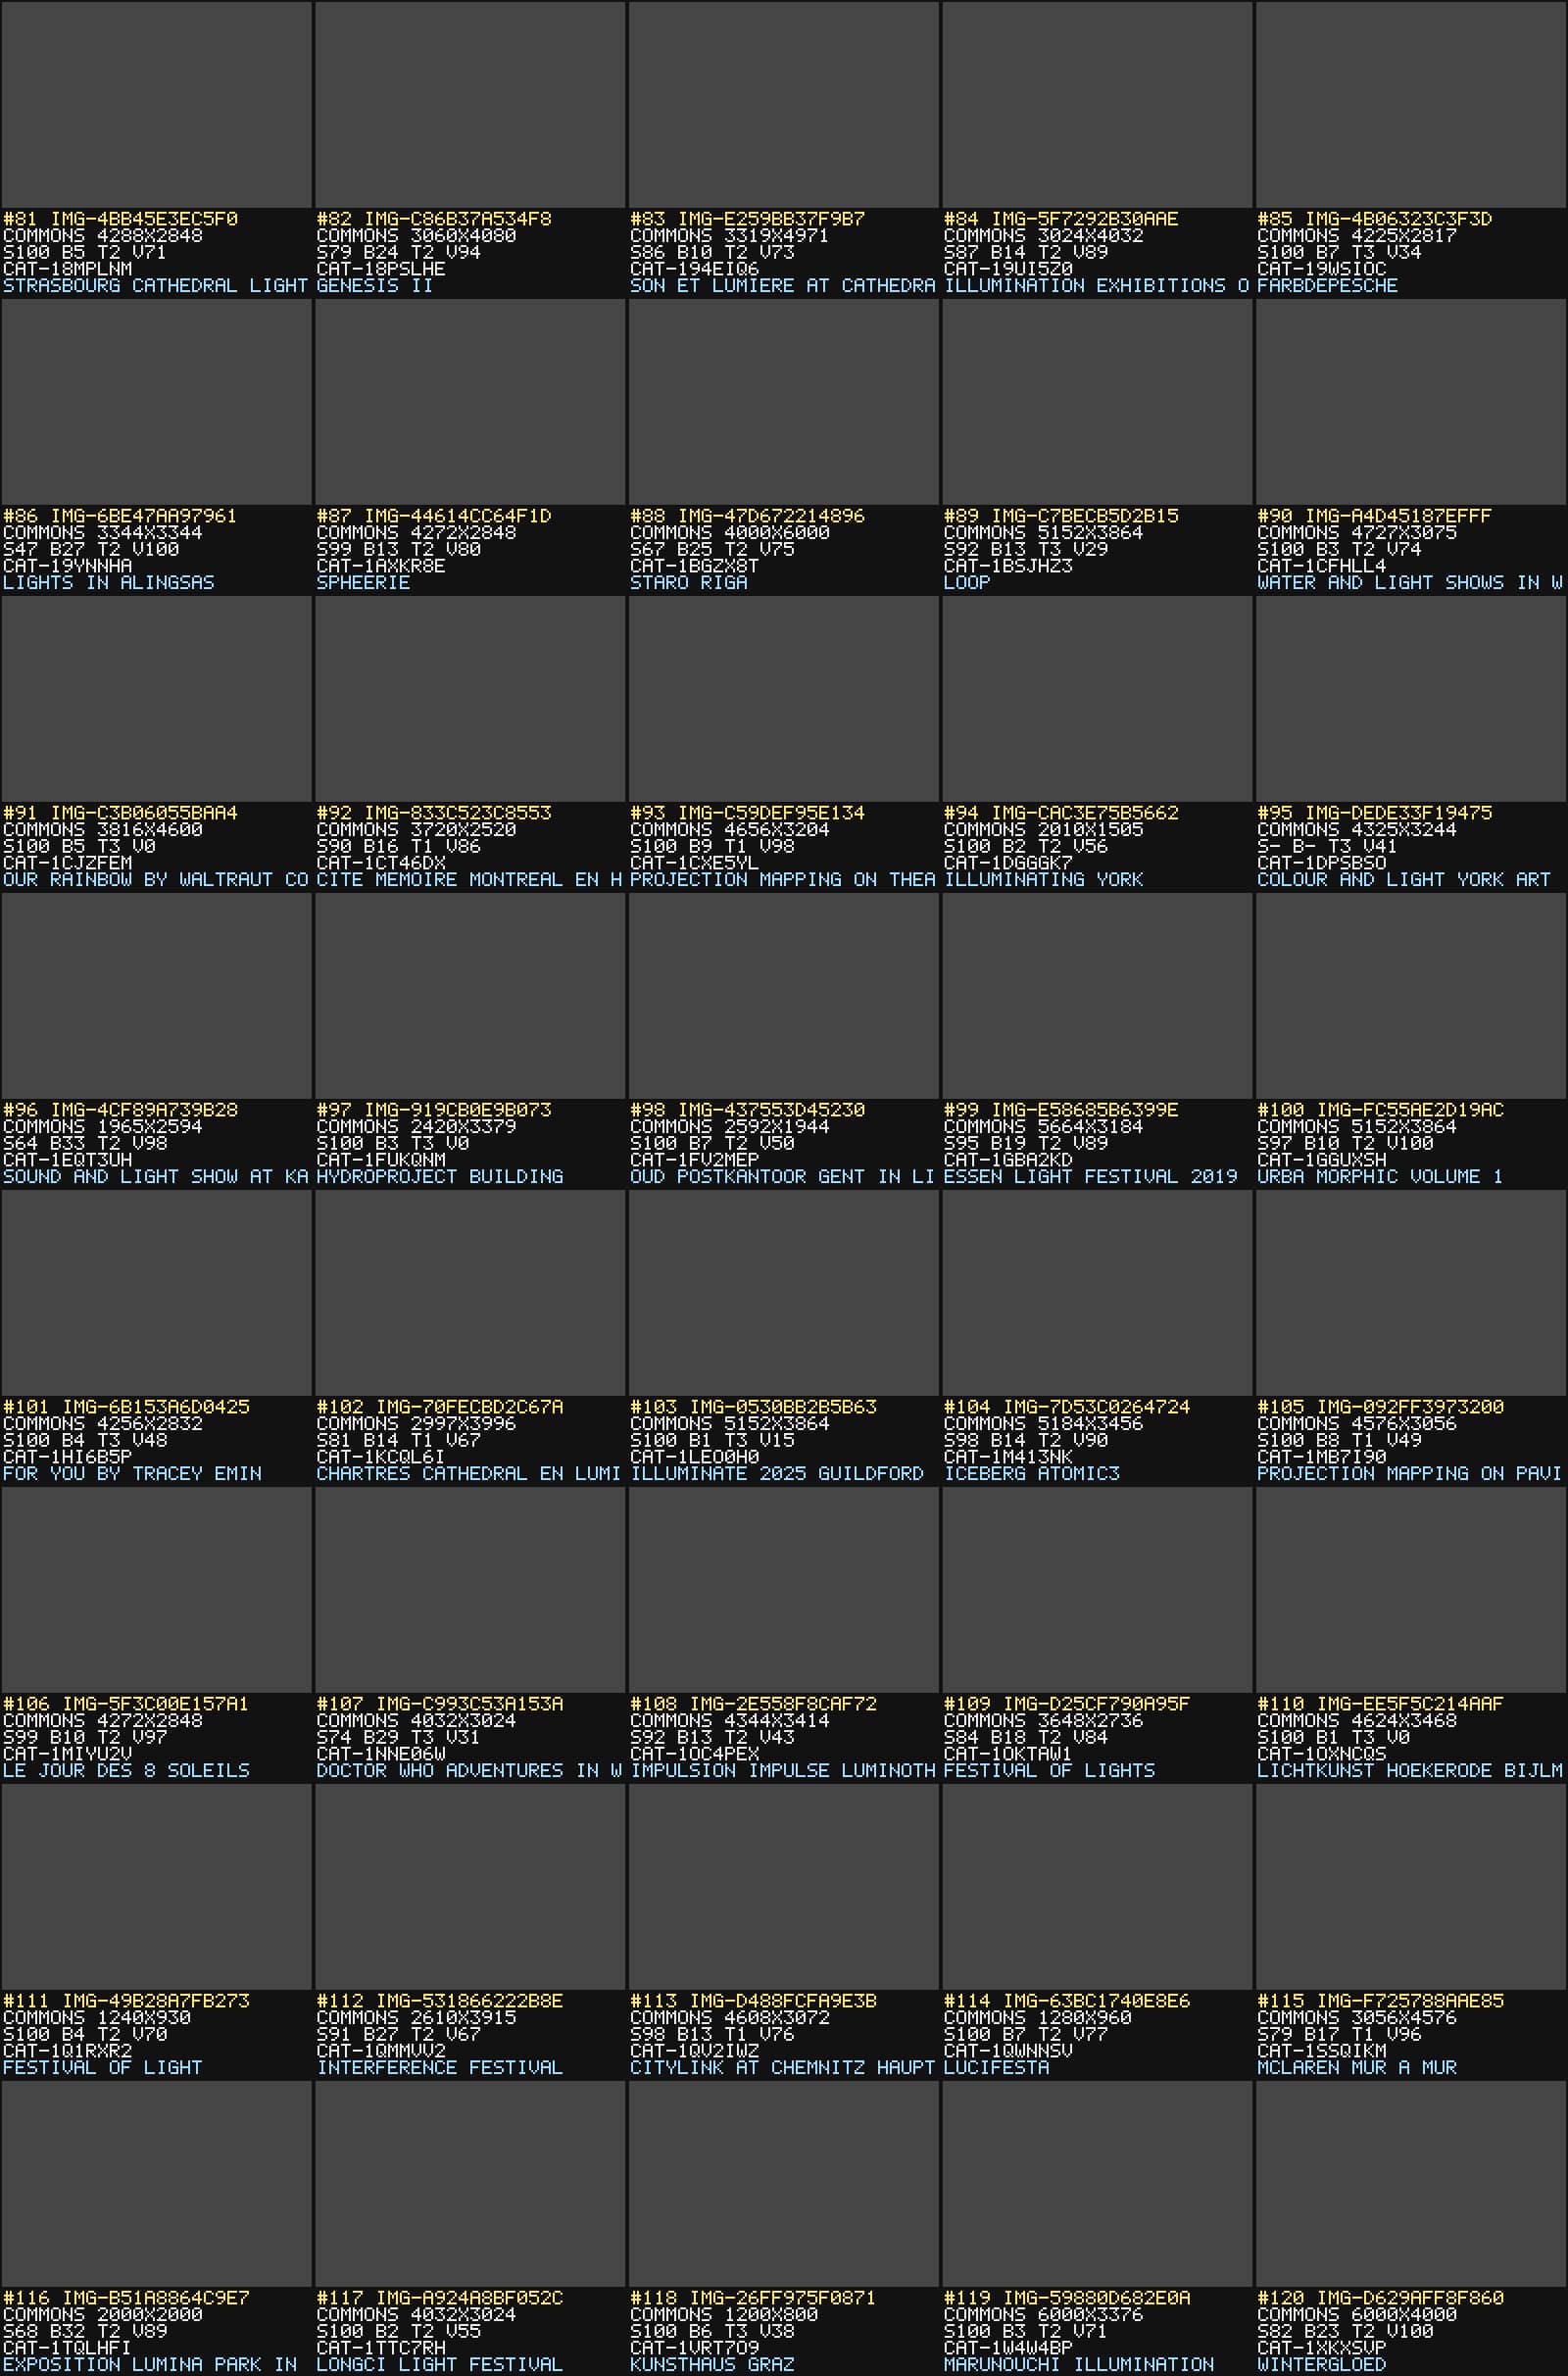 #81 IMG-4BB45E3EC5F0
COMMONS 4288X2848
S100 B5 T2 V71
CAT-18MPLNM
STRASBOURG CATHEDRAL LIGHT
#82 IMG-C86B37A534F8
COMMONS 3060X4080
S79 B24 T2 V94
CAT-18PSLHE
GENESIS II
#83 IMG-E259BB37F9B7
COMMONS 3319X4971
S86 B10 T2 V73
CAT-194EIQ6
SON ET LUMIERE AT CATHEDRA
#84 IMG-5F7292B30AAE
COMMONS 3024X4032
S87 B14 T2 V89
CAT-19UI5Z0
ILLUMINATION EXHIBITIONS O
#85 IMG-4B06323C3F3D
COMMONS 4225X2817
S100 B7 T3 V34
CAT-19WSIOC
FARBDEPESCHE
#86 IMG-6BE47AA97961
COMMONS 3344X3344
S47 B27 T2 V100
CAT-19YNNHA
LIGHTS IN ALINGSAS
#87 IMG-44614CC64F1D
COMMONS 4272X2848
S99 B13 T2 V80
CAT-1AXKR8E
SPHEERIE
#88 IMG-47D672214896
COMMONS 4000X6000
S67 B25 T2 V75
CAT-1BGZX8T
STARO RIGA
#89 IMG-C7BECB5D2B15
COMMONS 5152X3864
S92 B13 T3 V29
CAT-1BSJHZ3
LOOP
#90 IMG-A4D45187EFFF
COMMONS 4727X3075
S100 B3 T2 V74
CAT-1CFHLL4
WATER AND LIGHT SHOWS IN W
#91 IMG-C3B06055BAA4
COMMONS 3816X4600
S100 B5 T3 V0
CAT-1CJZFEM
OUR RAINBOW BY WALTRAUT CO
#92 IMG-833C523C8553
COMMONS 3720X2520
S90 B16 T1 V86
CAT-1CT46DX
CITE MEMOIRE MONTREAL EN H
#93 IMG-C59DEF95E134
COMMONS 4656X3204
S100 B9 T1 V98
CAT-1CXE5YL
PROJECTION MAPPING ON THEA
#94 IMG-CAC3E75B5662
COMMONS 2010X1505
S100 B2 T2 V56
CAT-1DGGGK7
ILLUMINATING YORK
#95 IMG-DEDE33F19475
COMMONS 4325X3244
S- B- T3 V41
CAT-1DPSBSO
COLOUR AND LIGHT YORK ART
#96 IMG-4CF89A739B28
COMMONS 1965X2594
S64 B33 T2 V98
CAT-1EQT3UH
SOUND AND LIGHT SHOW AT KA
#97 IMG-919CB0E9B073
COMMONS 2420X3379
S100 B3 T3 V0
CAT-1FUKQNM
HYDROPROJECT BUILDING
#98 IMG-437553D45230
COMMONS 2592X1944
S100 B7 T2 V50
CAT-1FV2MEP
OUD POSTKANTOOR GENT IN LI
#99 IMG-E58685B6399E
COMMONS 5664X3184
S95 B19 T2 V89
CAT-1GBA2KD
ESSEN LIGHT FESTIVAL 2019
#100 IMG-FC55AE2D19AC
COMMONS 5152X3864
S97 B10 T2 V100
CAT-1GGUXSH
URBA MORPHIC VOLUME 1
#101 IMG-6B153A6D0425
COMMONS 4256X2832
S100 B4 T3 V48
CAT-1HI6B5P
FOR YOU BY TRACEY EMIN
#102 IMG-70FECBD2C67A
COMMONS 2997X3996
S81 B14 T1 V67
CAT-1KCQL6I
CHARTRES CATHEDRAL EN LUMI
#103 IMG-0530BB2B5B63
COMMONS 5152X3864
S100 B1 T3 V15
CAT-1LEO0H0
ILLUMINATE 2025 GUILDFORD
#104 IMG-7D53C0264724
COMMONS 5184X3456
S98 B14 T2 V90
CAT-1M413NK
ICEBERG ATOMIC3
#105 IMG-092FF3973200
COMMONS 4576X3056
S100 B8 T1 V49
CAT-1MB7I90
PROJECTION MAPPING ON PAVI
#106 IMG-5F3C00E157A1
COMMONS 4272X2848
S99 B10 T2 V97
CAT-1MIYU2V
LE JOUR DES 8 SOLEILS
#107 IMG-C993C53A153A
COMMONS 4032X3024
S74 B29 T3 V31
CAT-1NNE06W
DOCTOR WHO ADVENTURES IN W
#108 IMG-2E558F8CAF72
COMMONS 4344X3414
S92 B13 T2 V43
CAT-1OC4PEX
IMPULSION IMPULSE LUMINOTH
#109 IMG-D25CF790A95F
COMMONS 3648X2736
S84 B18 T2 V84
CAT-1OKTAW1
FESTIVAL OF LIGHTS
#110 IMG-EE5F5C214AAF
COMMONS 4624X3468
S100 B1 T3 V0
CAT-1OXNCQS
LICHTKUNST HOEKERODE BIJLM
#111 IMG-49B28A7FB273
COMMONS 1240X930
S100 B4 T2 V70
CAT-1Q1RXR2
FESTIVAL OF LIGHT
#112 IMG-531866222B8E
COMMONS 2610X3915
S91 B27 T2 V67
CAT-1QMMVV2
INTERFERENCE FESTIVAL
#113 IMG-D488FCFA9E3B
COMMONS 4608X3072
S98 B13 T1 V76
CAT-1QV2IWZ
CITYLINK AT CHEMNITZ HAUPT
#114 IMG-63BC1740E8E6
COMMONS 1280X960
S100 B7 T2 V77
CAT-1QWNNSV
LUCIFESTA
#115 IMG-F725788AAE85
COMMONS 3056X4576
S79 B17 T1 V96
CAT-1SSQIKM
MCLAREN MUR A MUR
#116 IMG-B51A8864C9E7
COMMONS 2000X2000
S68 B32 T2 V89
CAT-1TQLHFI
EXPOSITION LUMINA PARK IN
#117 IMG-A924A8BF052C
COMMONS 4032X3024
S100 B2 T2 V55
CAT-1TTC7RH
LONGCI LIGHT FESTIVAL
#118 IMG-26FF975F0871
COMMONS 1200X800
S100 B6 T3 V38
CAT-1VRT7O9
KUNSTHAUS GRAZ
#119 IMG-59880D682E0A
COMMONS 6000X3376
S100 B3 T2 V71
CAT-1W4W4BP
MARUNOUCHI ILLUMINATION
#120 IMG-D629AFF8F860
COMMONS 6000X4000
S82 B23 T2 V100
CAT-1XKXSVP
WINTERGLOED